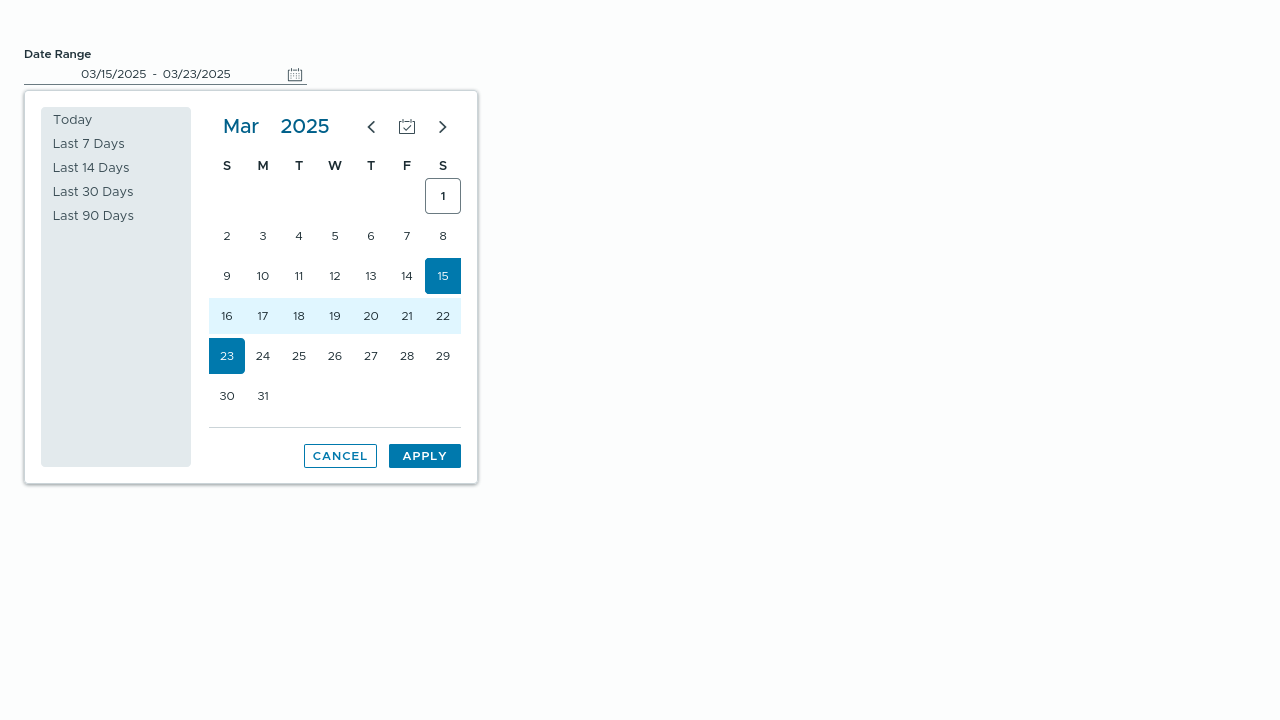 Date Range
03/15/2025 - 03/23/2025
Today
Last 7 Days
Last 14 Days
Last 30 Days
Last 90 Days
Mar 2025
S M T W T F S
1
2 3 4 5 6 7 8
9 10 11 12 13 14 15
16 17 18 19 20 21 22
23 24 25 26 27 28 29
30 31
CANCEL APPLY